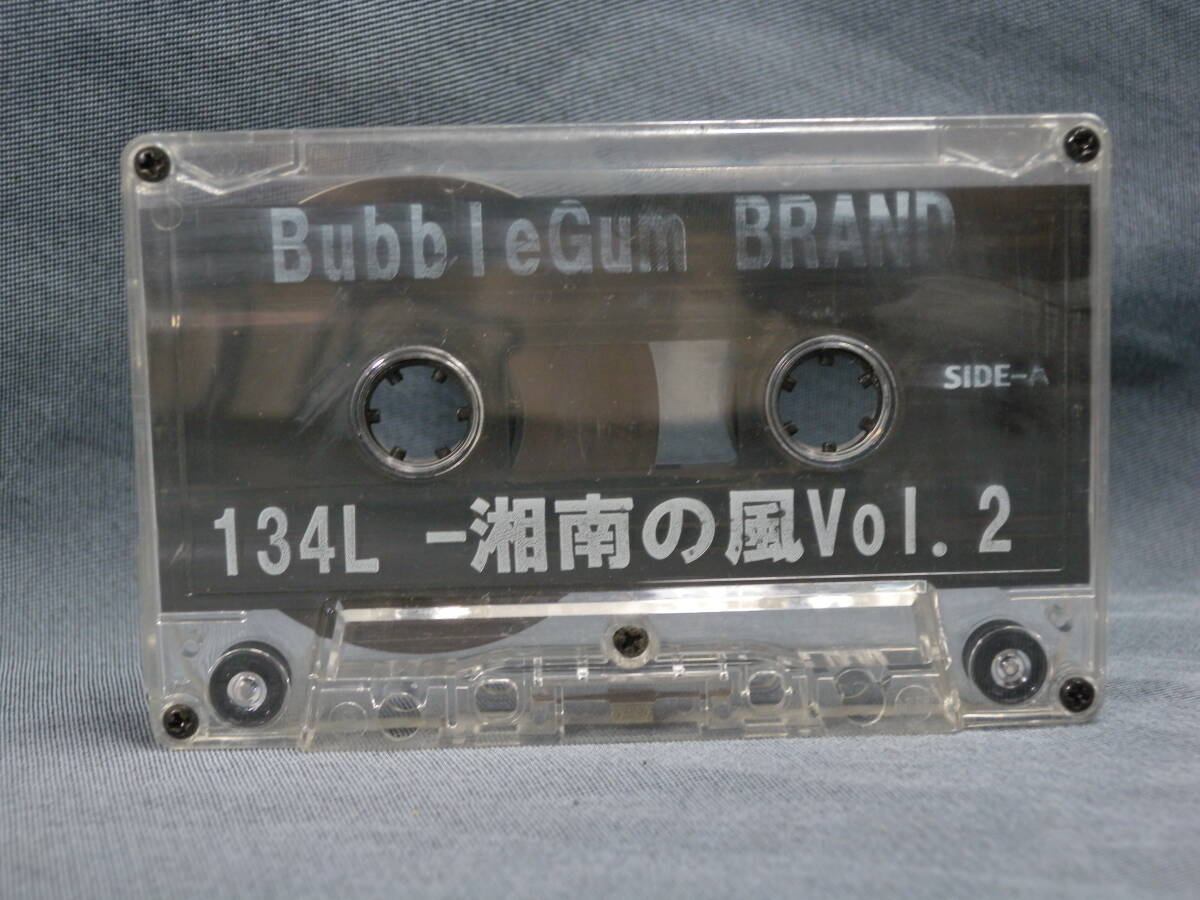 BubbleGum BRAND
SIDE-A
134L -湘南の風Vol.2